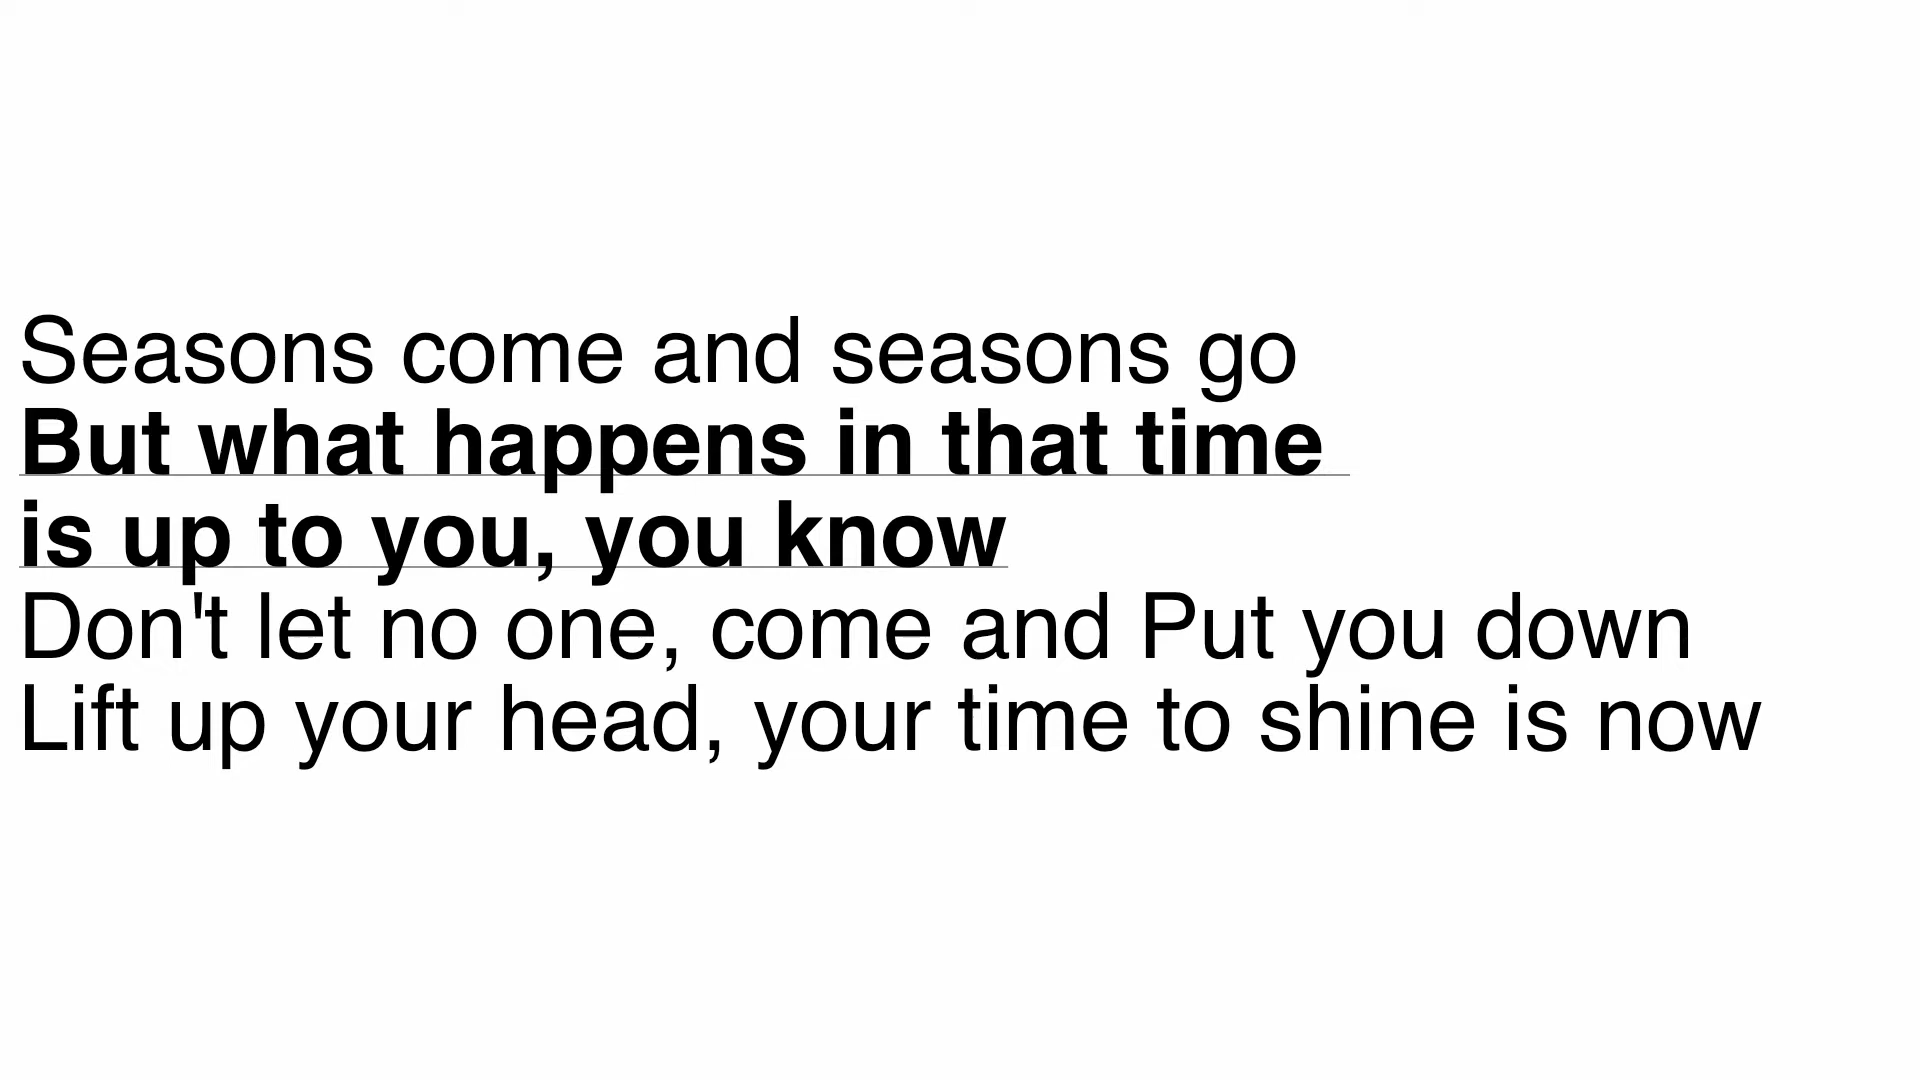 Seasons come and seasons go
But what happens in that time
is up to you, you know
Don't let no one, come and Put you down
Lift up your head, your time to shine is now